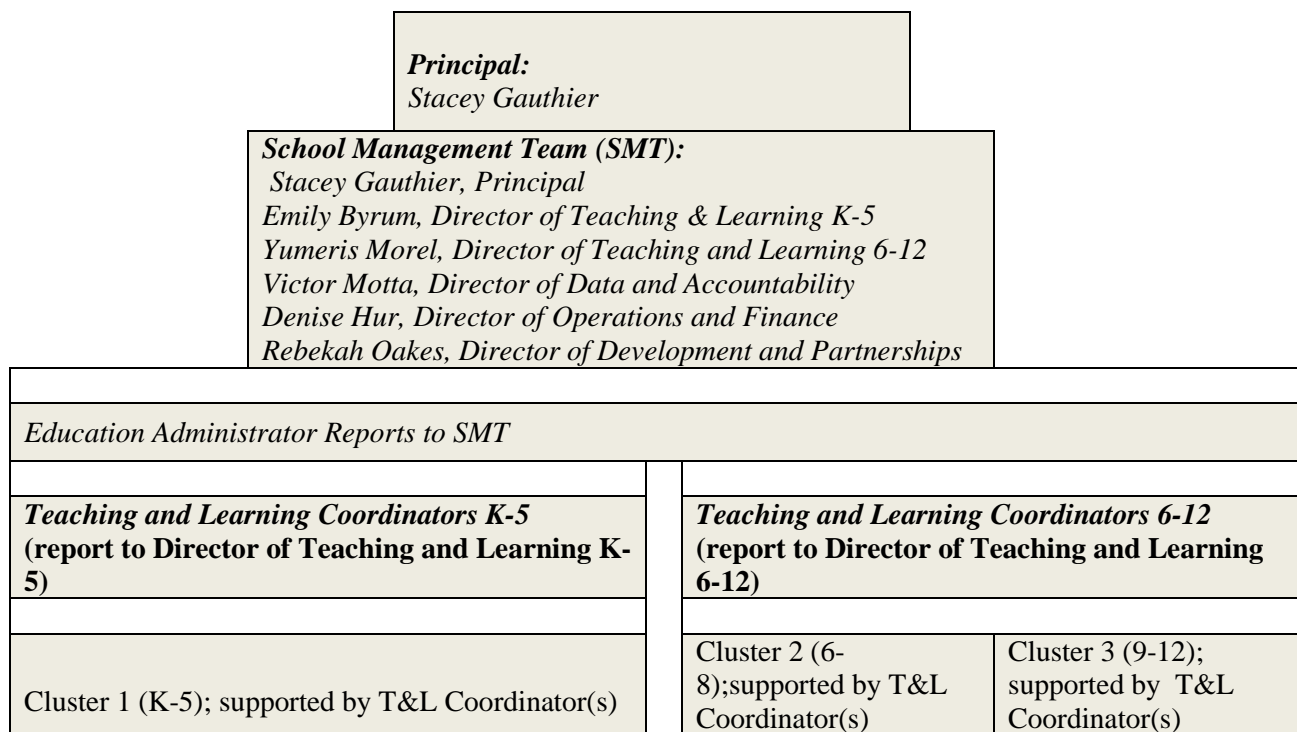 Principal:
Stacey Gauthier
School Management Team (SMT):
Stacey Gauthier, Principal
Emily Byrum, Director of Teaching & Learning K-5
Yumeris Morel, Director of Teaching and Learning 6-12
Victor Motta, Director of Data and Accountability
Denise Hur, Director of Operations and Finance
Rebekah Oakes, Director of Development and Partnerships
Education Administrator Reports to SMT
Teaching and Learning Coordinators K-5
(report to Director of Teaching and Learning K-
5)
Teaching and Learning Coordinators 6-12
(report to Director of Teaching and Learning
6-12)
Cluster 1 (K-5); supported by T&L Coordinator(s)
Cluster 2 (6-
8);supported by T&L
Coordinator(s)
Cluster 3 (9-12);
supported by T&L
Coordinator(s)